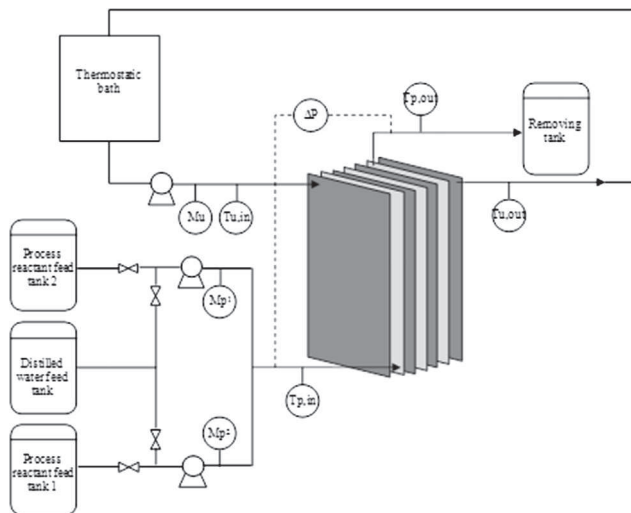 Thermostatic
bath
ΔP
Tp,out
Removing
tank
Mu
Tu,in
Tu,out
Process
reactant feed
tank 2
Mp¹
Distilled
water feed
tank
Tp,in
Mp²
Process
reactant feed
tank 1